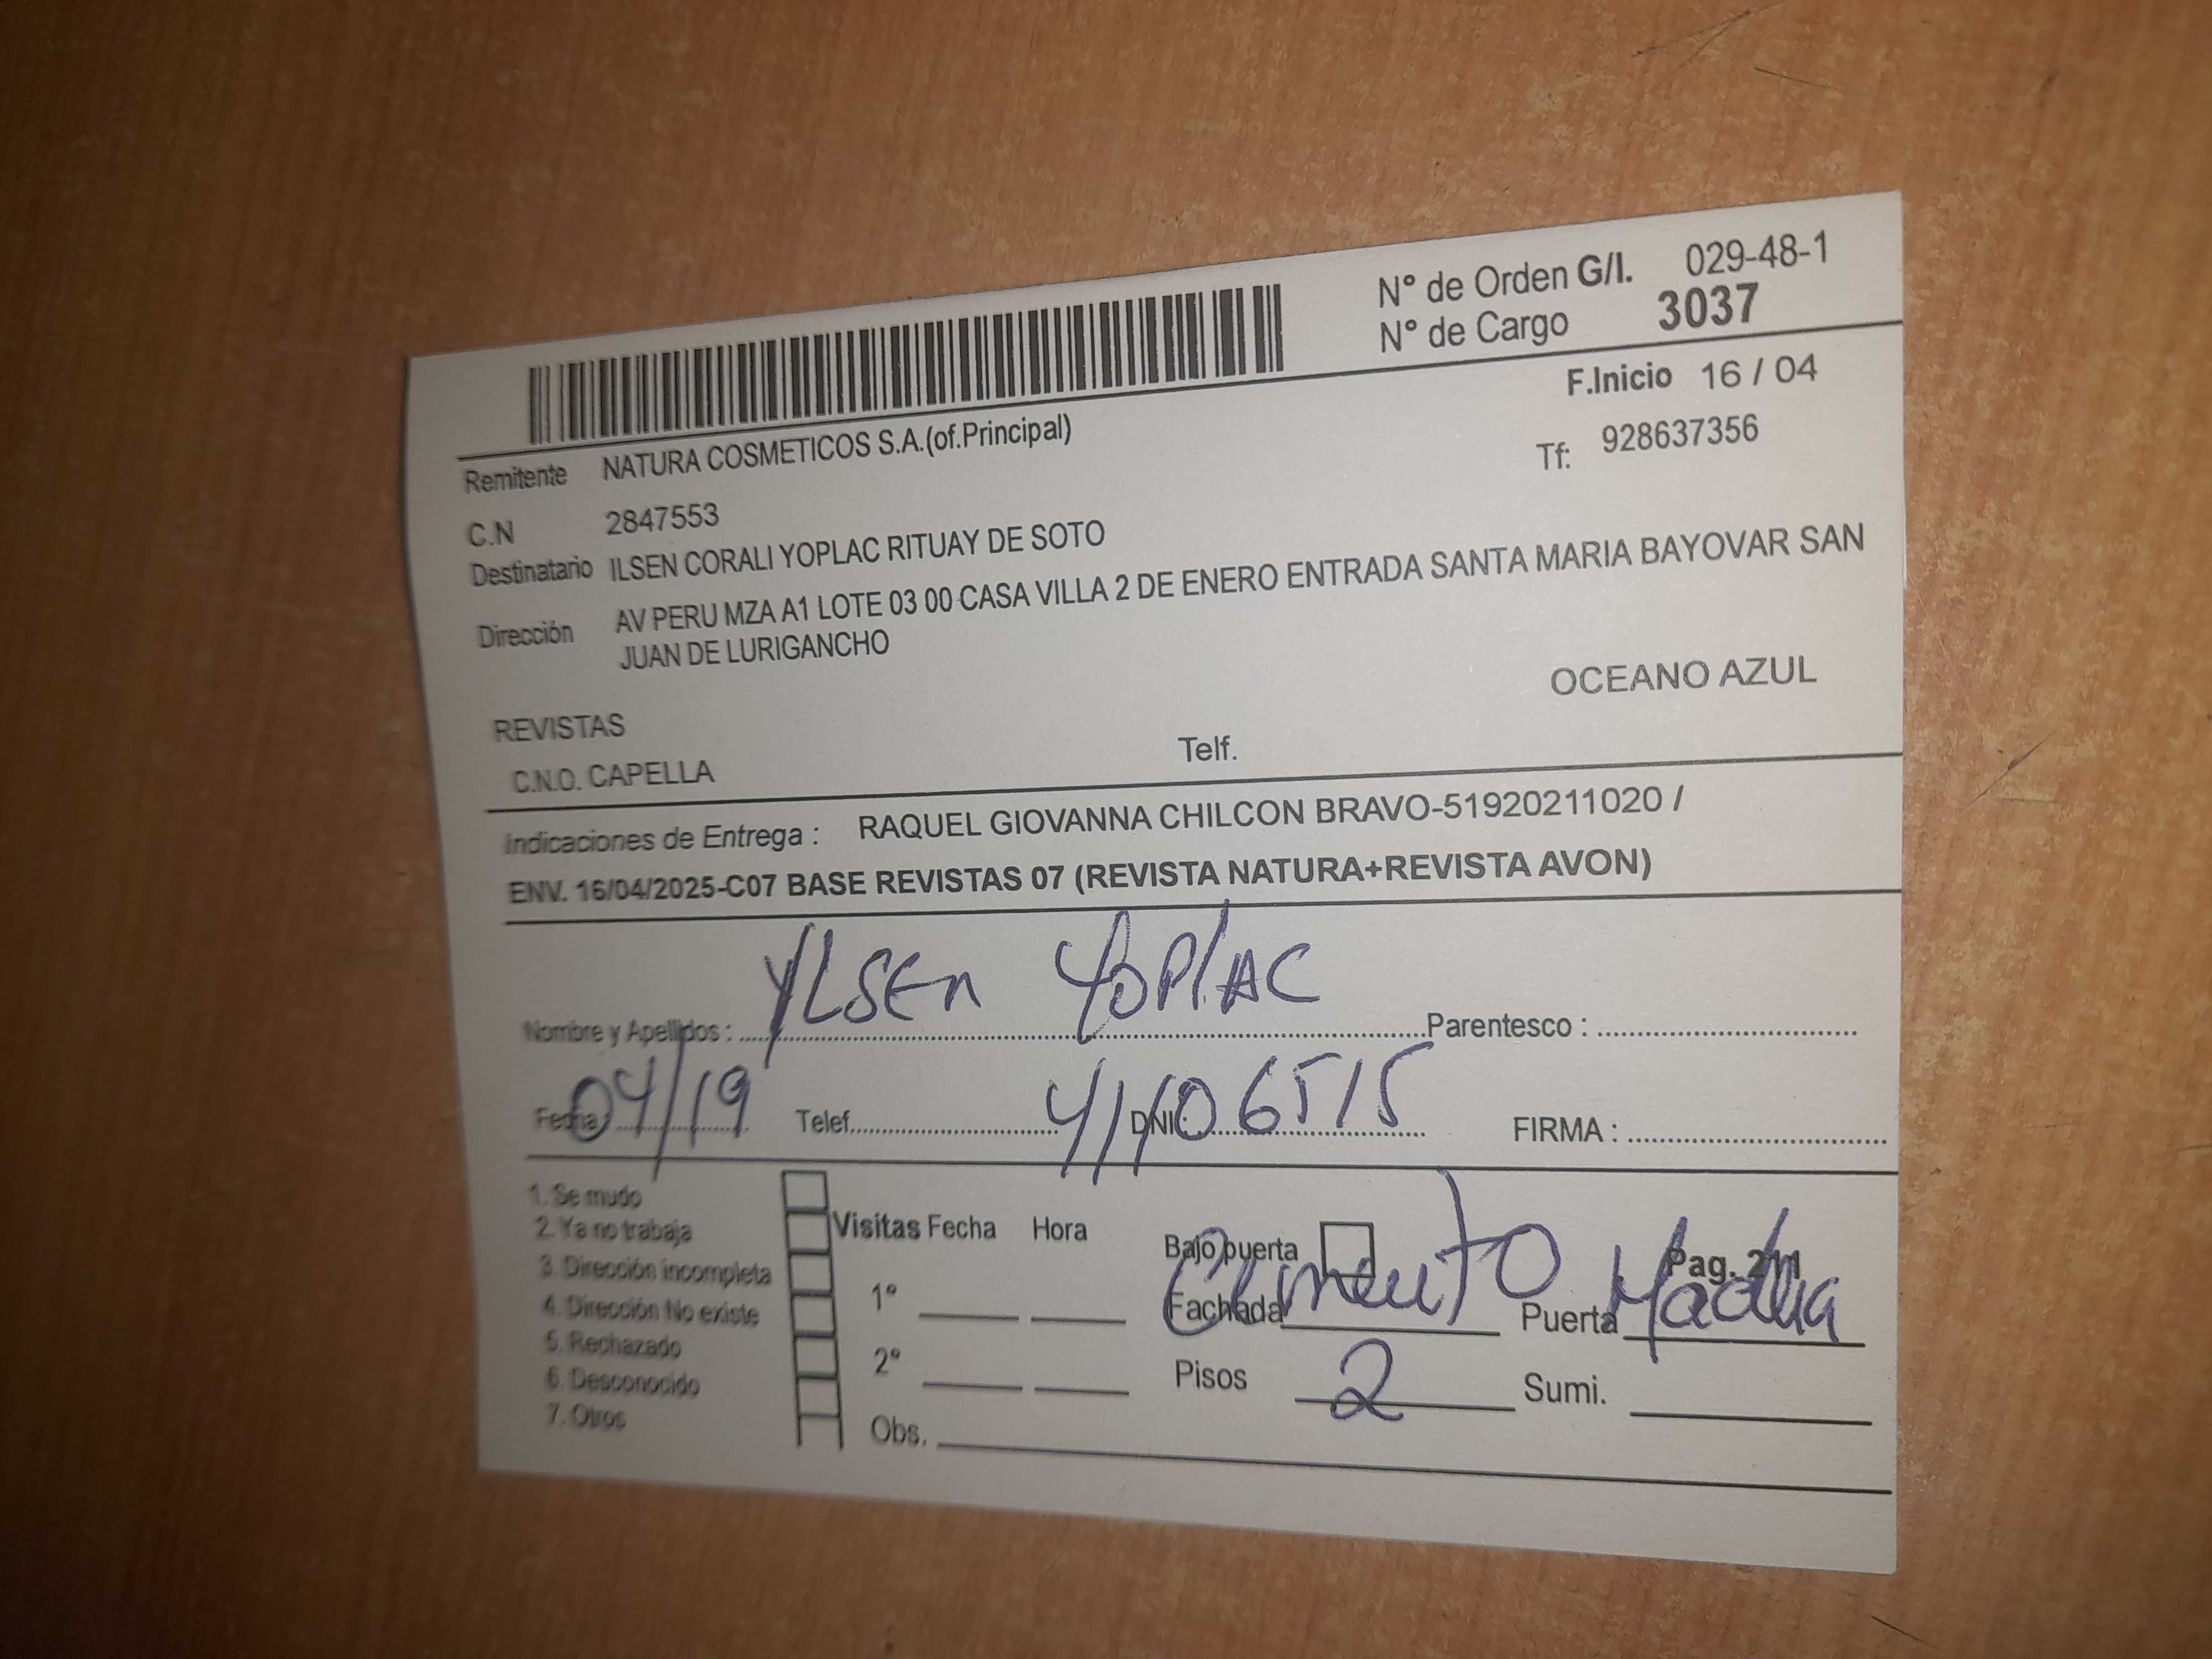 N° de Orden G/I. 029-48-1
N° de Cargo 3037
F.Inicio 16 / 04
Remitente NATURA COSMETICOS S.A.(of.Principal)
Tf: 928637356
C.N 2847553
Destinatario ILSEN CORALI YOPLAC RITUAY DE SOTO
Dirección AV PERU MZA A1 LOTE 03 00 CASA VILLA 2 DE ENERO ENTRADA SANTA MARIA BAYOVAR SAN
JUAN DE LURIGANCHO
OCEANO AZUL
REVISTAS
C.N.O. CAPELLA Telf.
Indicaciones de Entrega : RAQUEL GIOVANNA CHILCON BRAVO-51920211020 /
ENV. 16/04/2025-C07 BASE REVISTAS 07 (REVISTA NATURA+REVISTA AVON)
Nombre y Apellidos : YLSEn YOPlAC Parentesco :
Fecha: 04/19 Telef. DNI: 41106515 FIRMA :
1. Se mudo
2. Ya no trabaja
3. Dirección incompleta
4. Dirección No existe
5. Rechazado
6. Desconocido
7. Otros
Visitas Fecha Hora
1°
2°
Obs.
Bajo puerta
Pag. 211
Fachada Puerta
Pisos 2 Sumi.